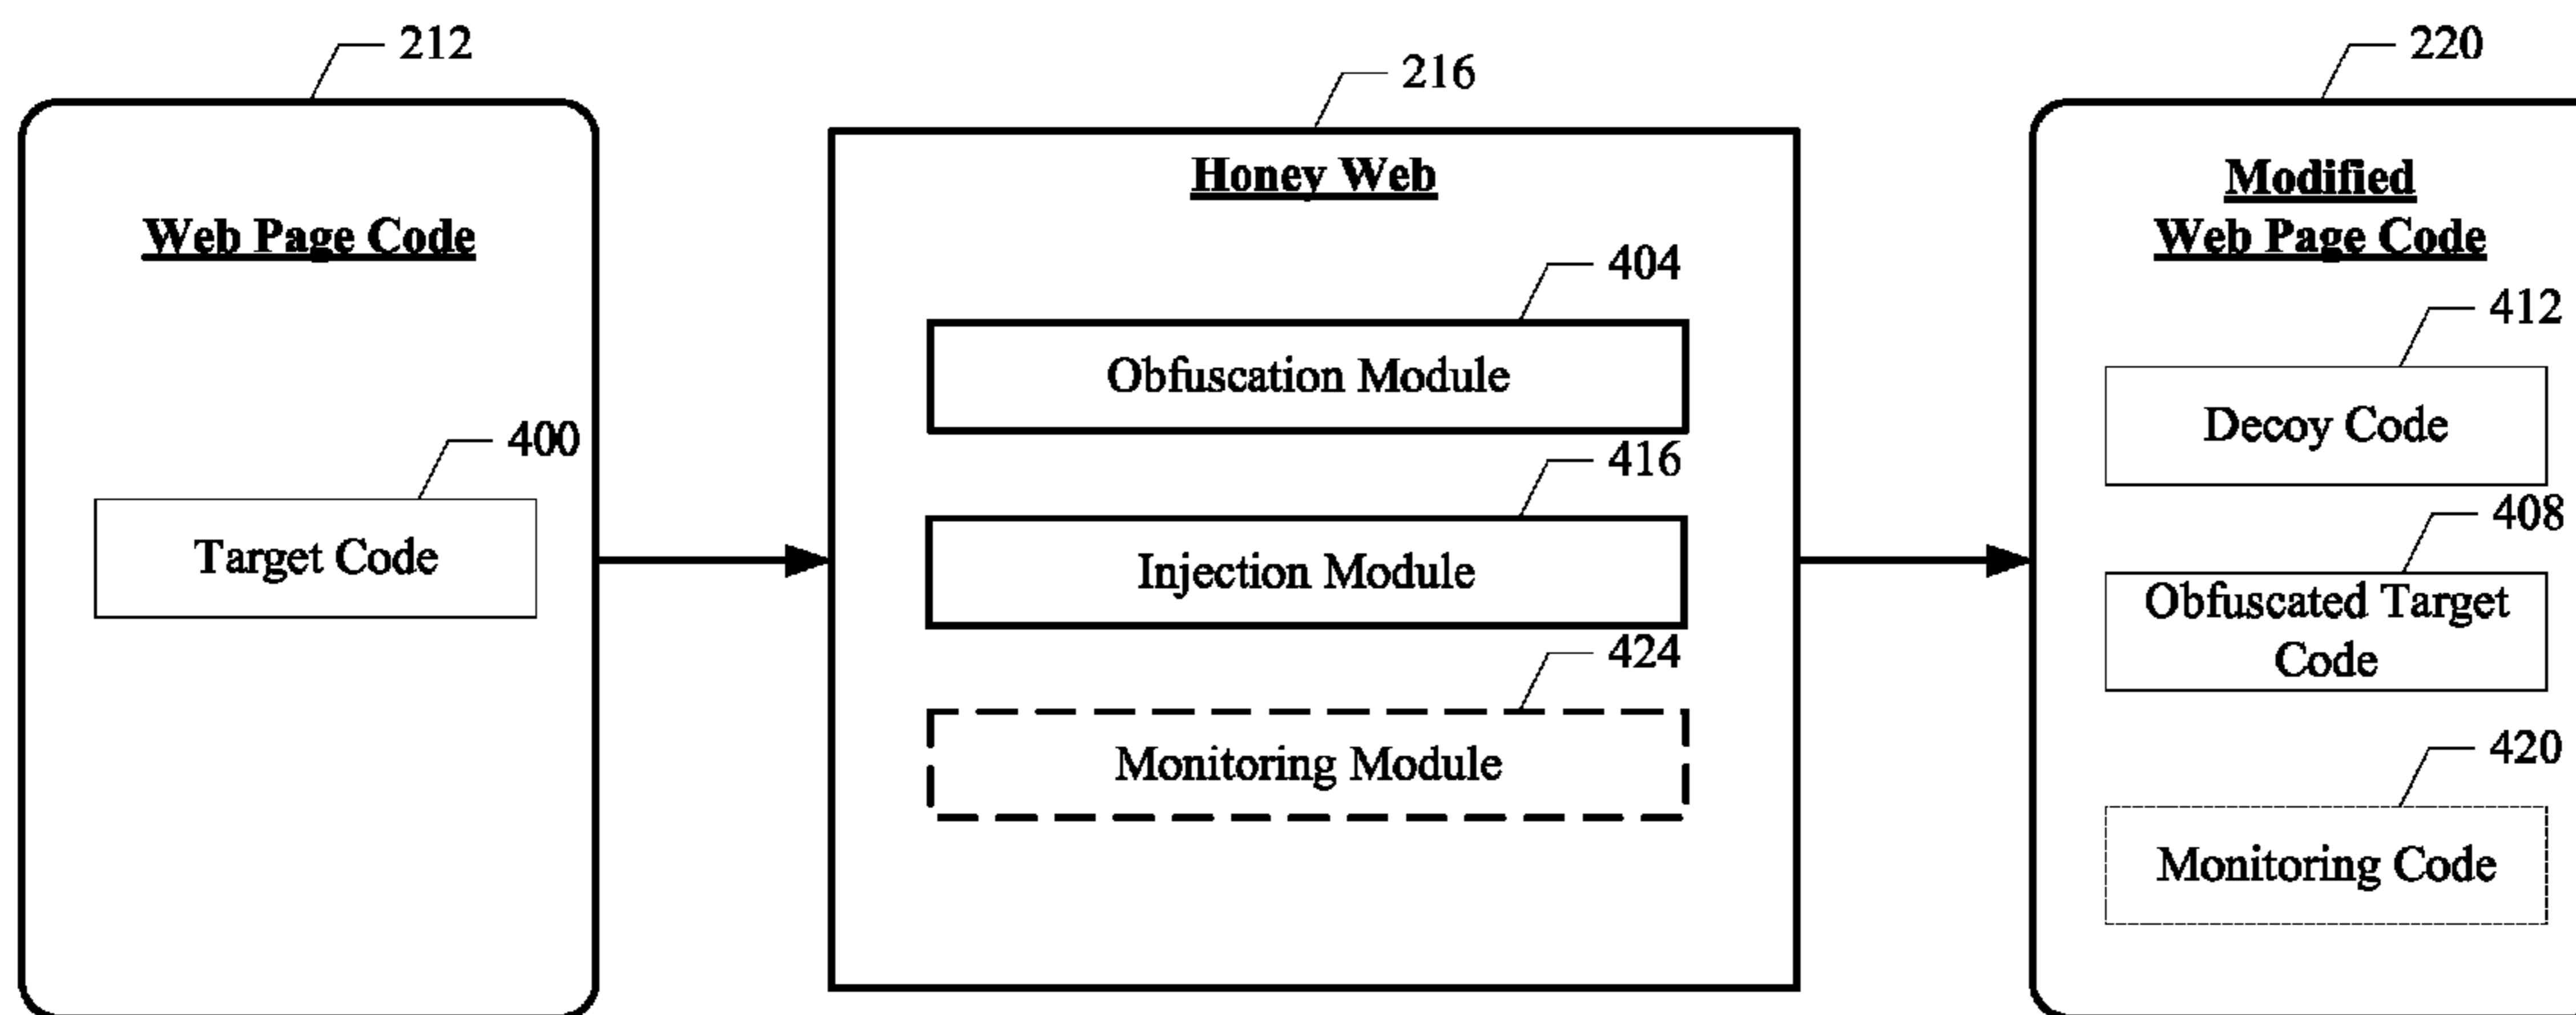 212
Web Page Code
400
Target Code
216
Honey Web
404
Obfuscation Module
416
Injection Module
424
Monitoring Module
220
Modified
Web Page Code
412
Decoy Code
408
Obfuscated Target
Code
420
Monitoring Code